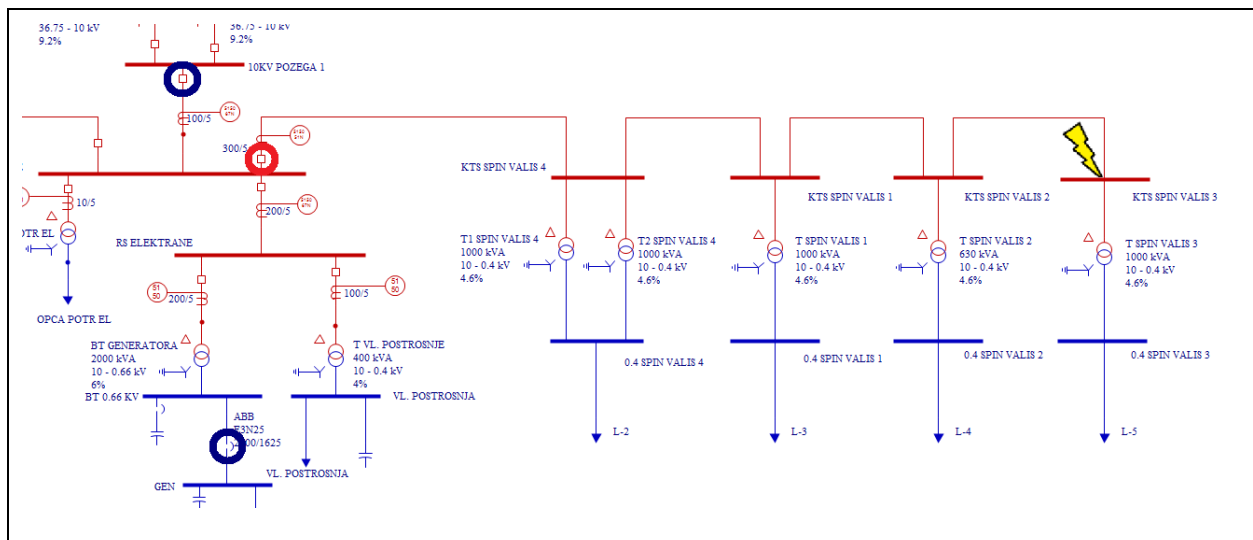 36.75 - 10 kV
9.2%
36.75 - 10 kV
9.2%
10KV POZEGA 1
100/5
300/5
10/5
200/5
POTR EL
OPCA POTR EL
RS ELEKTRANE
51
50
200/5
100/5
51
50
BT GENERATORA
2000 kVA
10 - 0.66 kV
6%
BT 0.66 KV
T VL. POSTROSNJE
400 kVA
10 - 0.4 kV
4%
VL. POSTROSNJA
ABB
E3N25
/1625
VL. POSTROSNJA
GEN
KTS SPIN VALIS 4
KTS SPIN VALIS 1
KTS SPIN VALIS 2
KTS SPIN VALIS 3
T1 SPIN VALIS 4
1000 kVA
10 - 0.4 kV
4.6%
T2 SPIN VALIS 4
1000 kVA
10 - 0.4 kV
4.6%
T SPIN VALIS 1
1000 kVA
10 - 0.4 kV
4.6%
T SPIN VALIS 2
630 kVA
10 - 0.4 kV
4.6%
T SPIN VALIS 3
1000 kVA
10 - 0.4 kV
4.6%
0.4 SPIN VALIS 4
0.4 SPIN VALIS 1
0.4 SPIN VALIS 2
0.4 SPIN VALIS 3
L-2
L-3
L-4
L-5